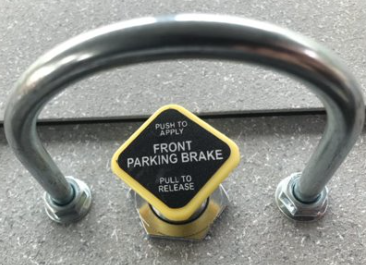 PUSH TO
APPLY
FRONT
PARKING BRAKE
PULL TO
RELEASE